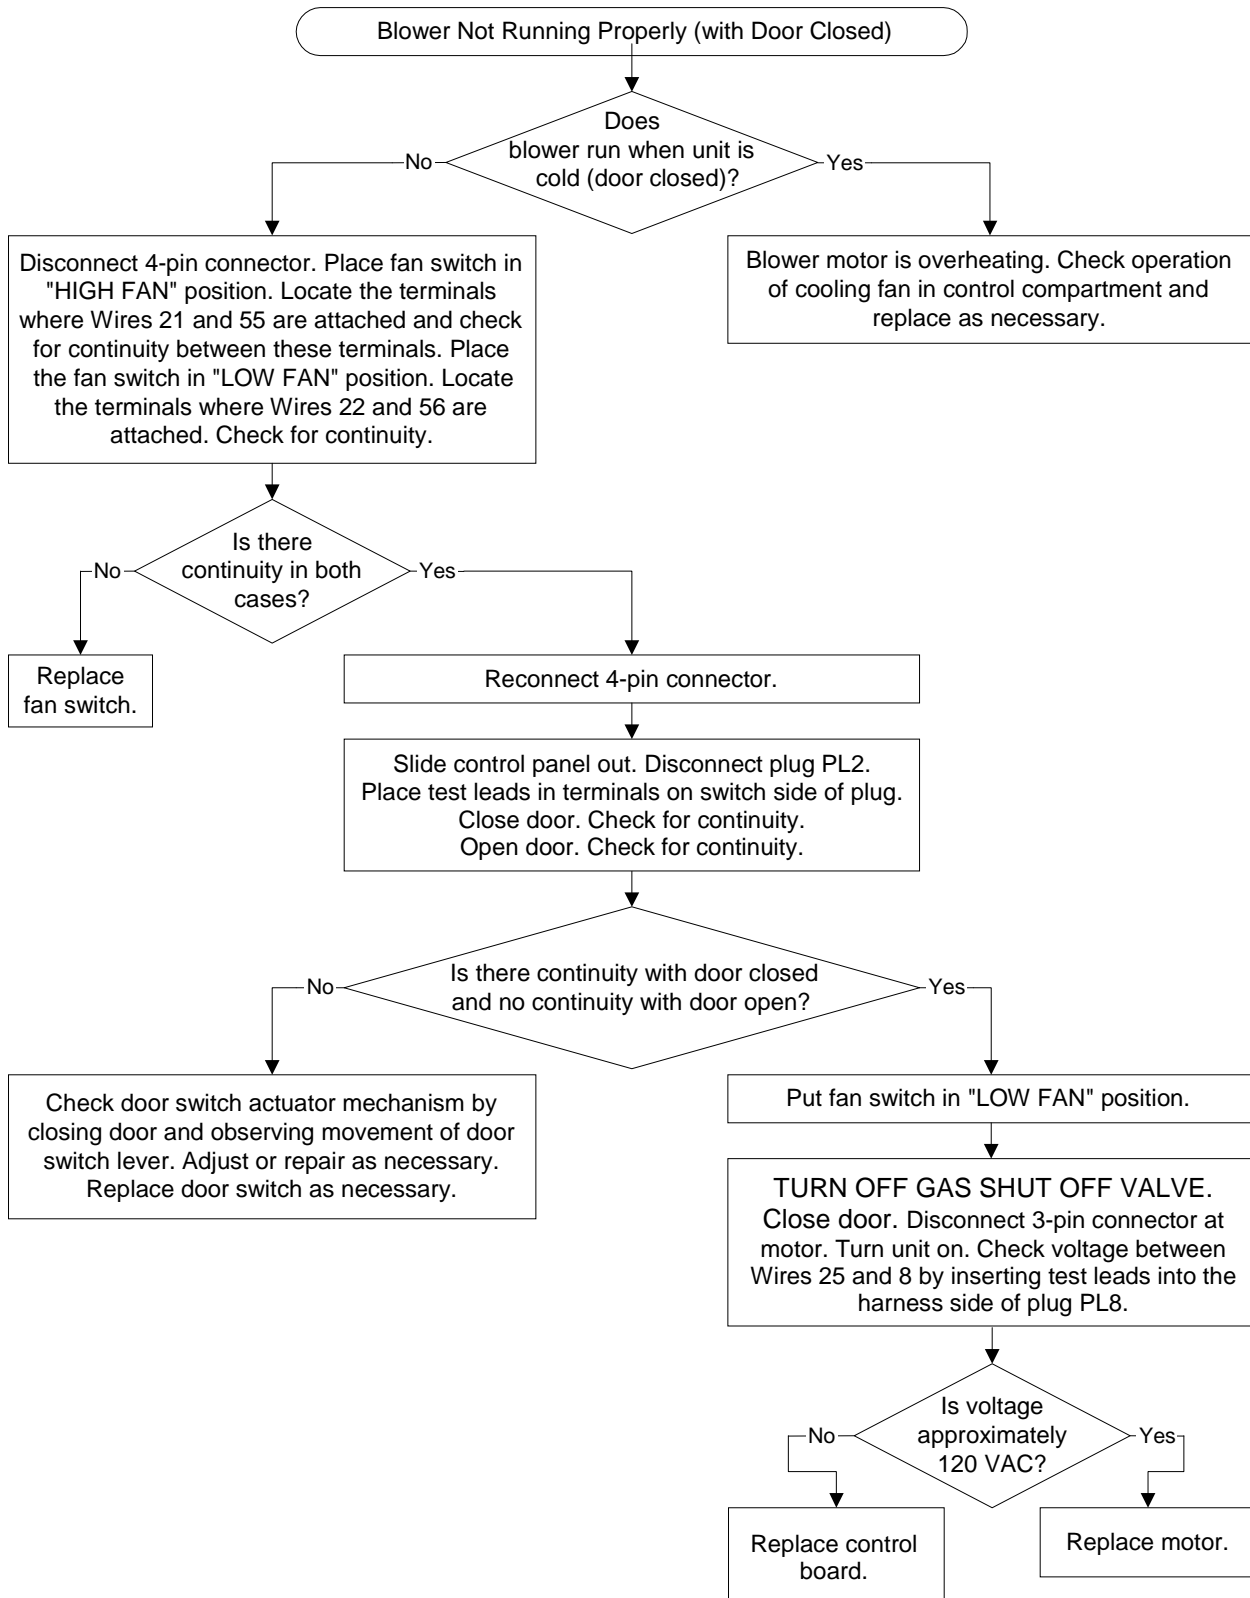 Blower Not Running Properly (with Door Closed)
Does
blower run when unit is
cold (door closed)?
No
Yes
Disconnect 4-pin connector. Place fan switch in
"HIGH FAN" position. Locate the terminals
where Wires 21 and 55 are attached and check
for continuity between these terminals. Place
the fan switch in "LOW FAN" position. Locate
the terminals where Wires 22 and 56 are
attached. Check for continuity.
Blower motor is overheating. Check operation
of cooling fan in control compartment and
replace as necessary.
Is there
continuity in both
cases?
No
Yes
Replace
fan switch.
Reconnect 4-pin connector.
Slide control panel out. Disconnect plug PL2.
Place test leads in terminals on switch side of plug.
Close door. Check for continuity.
Open door. Check for continuity.
Is there continuity with door closed
and no continuity with door open?
No
Yes
Check door switch actuator mechanism by
closing door and observing movement of door
switch lever. Adjust or repair as necessary.
Replace door switch as necessary.
Put fan switch in "LOW FAN" position.
TURN OFF GAS SHUT OFF VALVE.
Close door. Disconnect 3-pin connector at
motor. Turn unit on. Check voltage between
Wires 25 and 8 by inserting test leads into the
harness side of plug PL8.
Is voltage
approximately
120 VAC?
No
Yes
Replace control
board.
Replace motor.